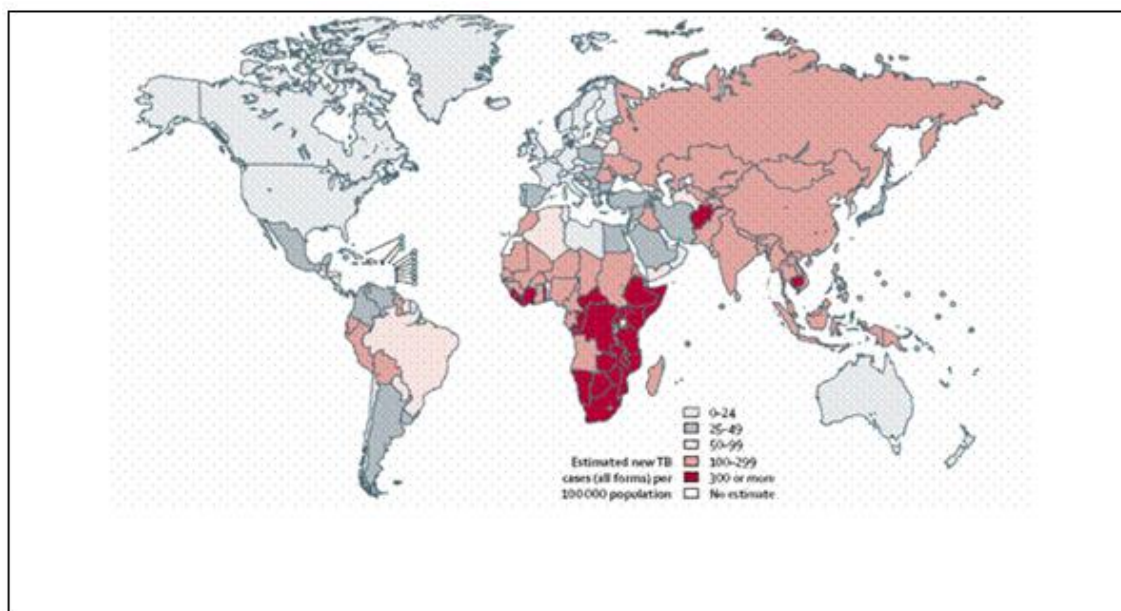 0–24
25–49
50–99
Estimated new TB 100–299
cases (all forms) per 300 or more
100 000 population No estimate